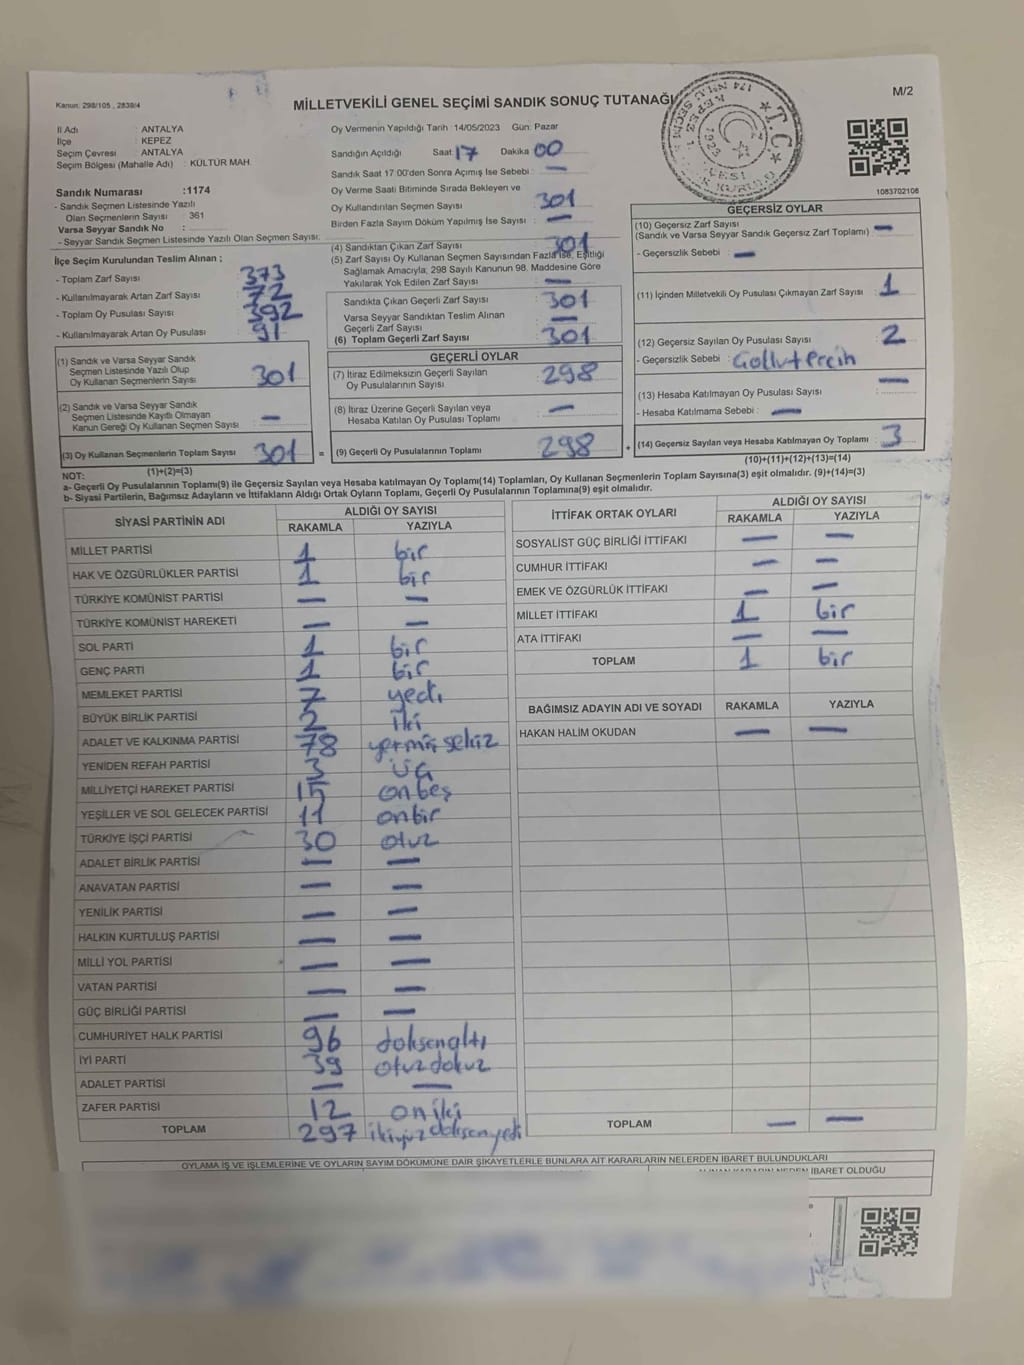 Kanun: 298/105 , 2839/4
MİLLETVEKİLİ GENEL SEÇİMİ SANDIK SONUÇ TUTANAĞI
M/2
İl Adı : ANTALYA
İlçe : KEPEZ
Seçim Çevresi : ANTALYA
Seçim Bölgesi (Mahalle Adı) : KÜLTÜR MAH.
Sandık Numarası :1174
- Sandık Seçmen Listesinde Yazılı
Olan Seçmenlerin Sayısı : 361
Varsa Seyyar Sandık No :
- Seyyar Sandık Seçmen Listesinde Yazılı Olan Seçmen Sayısı:
İlçe Seçim Kurulundan Teslim Alınan ;
- Toplam Zarf Sayısı : 373
- Kullanılmayarak Artan Zarf Sayısı : 72
- Toplam Oy Pusulası Sayısı : 392
- Kullanılmayarak Artan Oy Pusulası : 91
(1) Sandık ve Varsa Seyyar Sandık
Seçmen Listesinde Yazılı Olup
Oy Kullanan Seçmenlerin Sayısı : 301
(2) Sandık ve Varsa Seyyar Sandık
Seçmen Listesinde Kayıtlı Olmayan
Kanun Gereği Oy Kullanan Seçmen Sayısı : —
(3) Oy Kullanan Seçmenlerin Toplam Sayısı : 301
(1)+(2)=(3)
Oy Vermenin Yapıldığı Tarih :14/05/2023 Gün: Pazar
Sandığın Açıldığı Saat 17 Dakika 00
Sandık Saat 17:00'den Sonra Açılmış İse Sebebi : —
Oy Verme Saati Bitiminde Sırada Bekleyen ve
Oy Kullandırılan Seçmen Sayısı : 301
Birden Fazla Sayım Döküm Yapılmış İse Sayısı : —
(4) Sandıktan Çıkan Zarf Sayısı : 301
(5) Zarf Sayısı Oy Kullanan Seçmen Sayısından Fazla İse, Eşitliği
Sağlamak Amacıyla, 298 Sayılı Kanunun 98. Maddesine Göre
Yakılarak Yok Edilen Zarf Sayısı : —
Sandıkta Çıkan Geçerli Zarf Sayısı : 301
Varsa Seyyar Sandıktan Teslim Alınan
Geçerli Zarf Sayısı : —
(6) Toplam Geçerli Zarf Sayısı : 301
GEÇERLİ OYLAR
(7) İtiraz Edilmeksizin Geçerli Sayılan
Oy Pusulalarının Sayısı : 298
(8) İtiraz Üzerine Geçerli Sayılan veya
Hesaba Katılan Oy Pusulası Toplamı : —
= (9) Geçerli Oy Pusulalarının Toplamı : 298
1083702106
GEÇERSİZ OYLAR
(10) Geçersiz Zarf Sayısı : —
(Sandık ve Varsa Seyyar Sandık Geçersiz Zarf Toplamı)
- Geçersizlik Sebebi : —
(11) İçinden Milletvekili Oy Pusulası Çıkmayan Zarf Sayısı : 1
(12) Geçersiz Sayılan Oy Pusulası Sayısı : 2
- Geçersizlik Sebebi : Çoklu tercih
(13) Hesaba Katılmayan Oy Pusulası Sayısı : —
- Hesaba Katılmama Sebebi : —
+ (14) Geçersiz Sayılan veya Hesaba Katılmayan Oy Toplamı : 3
(10)+(11)+(12)+(13)=(14)
NOT:
a- Geçerli Oy Pusulalarının Toplamı(9) ile Geçersiz Sayılan veya Hesaba katılmayan Oy Toplamı(14) Toplamları, Oy Kullanan Seçmenlerin Toplam Sayısına(3) eşit olmalıdır. (9)+(14)=(3)
b- Siyasi Partilerin, Bağımsız Adayların ve İttifakların Aldığı Ortak Oyların Toplamı, Geçerli Oy Pusulalarının Toplamına(9) eşit olmalıdır.
SİYASİ PARTİNİN ADI ALDIĞI OY SAYISI
RAKAMLA YAZIYLA
MİLLET PARTİSİ 1 bir
HAK VE ÖZGÜRLÜKLER PARTİSİ 1 bir
TÜRKİYE KOMÜNİST PARTİSİ — —
TÜRKİYE KOMÜNİST HAREKETİ — —
SOL PARTİ 1 bir
GENÇ PARTİ 1 bir
MEMLEKET PARTİSİ 7 yedi
BÜYÜK BİRLİK PARTİSİ 2 iki
ADALET VE KALKINMA PARTİSİ 78 yetmiş sekiz
YENİDEN REFAH PARTİSİ 3 üç
MİLLİYETÇİ HAREKET PARTİSİ 15 onbeş
YEŞİLLER VE SOL GELECEK PARTİSİ 11 onbir
TÜRKİYE İŞÇİ PARTİSİ 30 otuz
ADALET BİRLİK PARTİSİ — —
ANAVATAN PARTİSİ — —
YENİLİK PARTİSİ — —
HALKIN KURTULUŞ PARTİSİ — —
MİLLİ YOL PARTİSİ — —
VATAN PARTİSİ — —
GÜÇ BİRLİĞİ PARTİSİ — —
CUMHURİYET HALK PARTİSİ 96 doksanaltı
İYİ PARTİ 39 otuzdokuz
ADALET PARTİSİ — —
ZAFER PARTİSİ 12 oniki
TOPLAM 297 ikiyüzdoksanyedi
İTTİFAK ORTAK OYLARI ALDIĞI OY SAYISI
RAKAMLA YAZIYLA
SOSYALİST GÜÇ BİRLİĞİ İTTİFAKI — —
CUMHUR İTTİFAKI — —
EMEK VE ÖZGÜRLÜK İTTİFAKI — —
MİLLET İTTİFAKI 1 bir
ATA İTTİFAKI — —
TOPLAM 1 bir
BAĞIMSIZ ADAYIN ADI VE SOYADI RAKAMLA YAZIYLA
HAKAN HALİM OKUDAN — —
TOPLAM — —
OYLAMA İŞ VE İŞLEMLERİNE VE OYLARIN SAYIM DÖKÜMÜNE DAİR ŞİKAYETLERLE BUNLARA AİT KARARLARIN NELERDEN İBARET BULUNDUKLARI
İBARET OLDUĞU